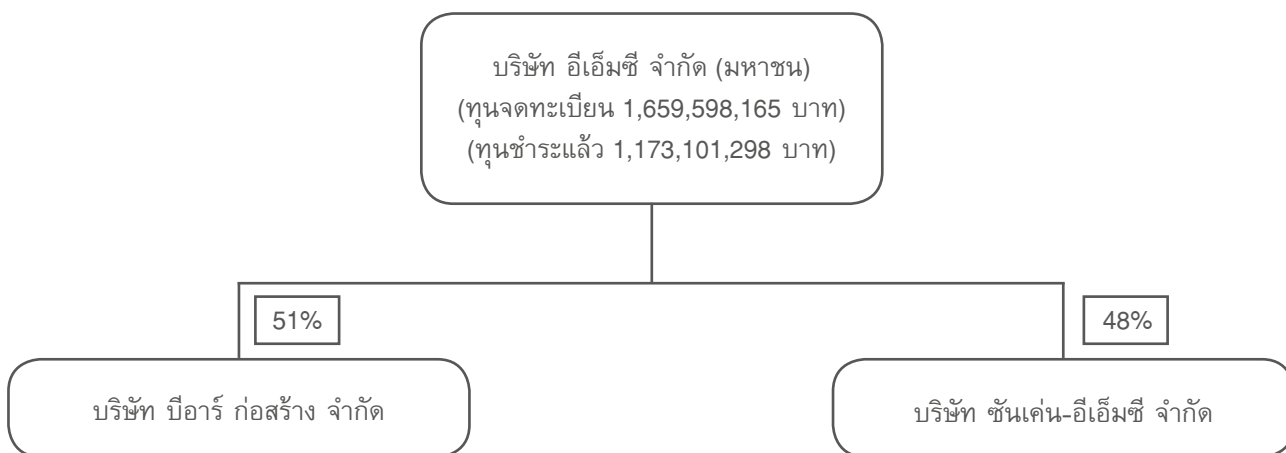 บริษัท อีเอ็มซี จำกัด (มหาชน)
(ทุนจดทะเบียน 1,659,598,165 บาท)
(ทุนชำระแล้ว 1,173,101,298 บาท)
51%
48%
บริษัท บีอาร์ ก่อสร้าง จำกัด
บริษัท ซันเค่น-อีเอ็มซี จำกัด